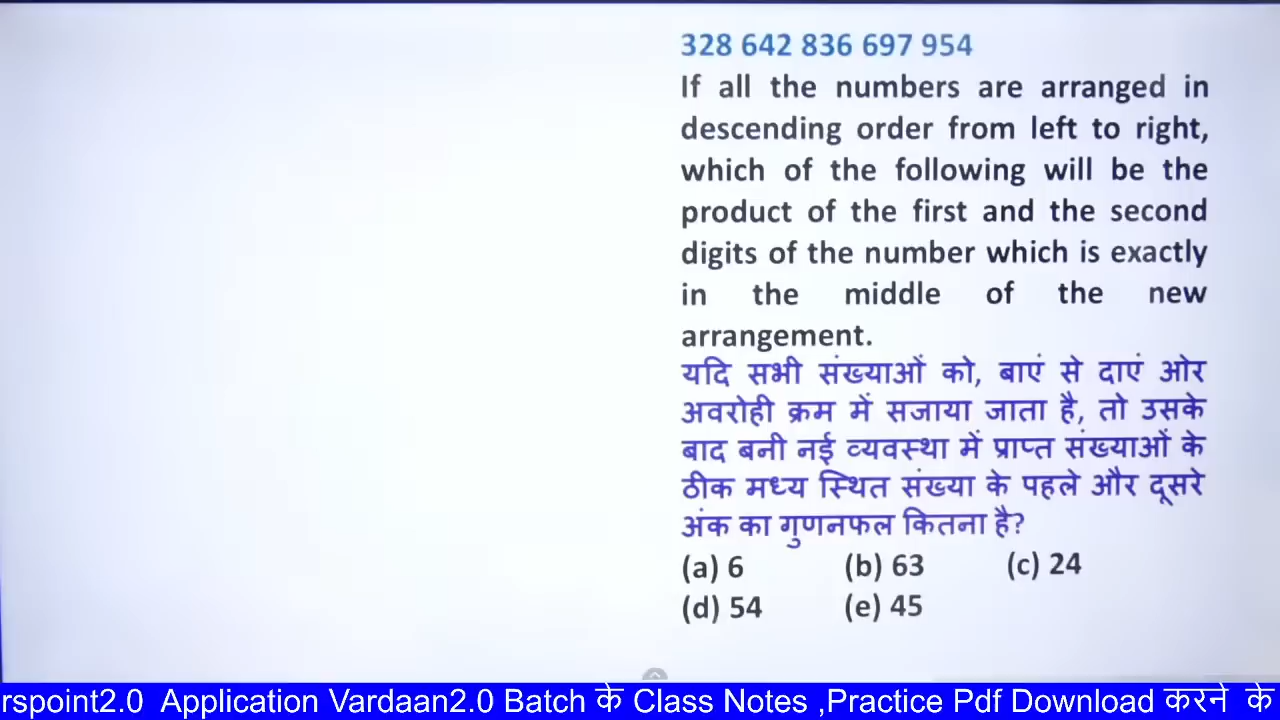 328 642 836 697 954
If all the numbers are arranged in
descending order from left to right,
which of the following will be the
product of the first and the second
digits of the number which is exactly
in the middle of the new
arrangement.
यदि सभी संख्याओं को, बाएं से दाएं ओर
अवरोही क्रम में सजाया जाता है, तो उसके
बाद बनी नई व्यवस्था में प्राप्त संख्याओं के
ठीक मध्य स्थित संख्या के पहले और दूसरे
अंक का गुणनफल कितना है?
(a) 6 (b) 63 (c) 24
(d) 54 (e) 45
rspoint2.0 Application Vardaan2.0 Batch के Class Notes ,Practice Pdf Download करने के